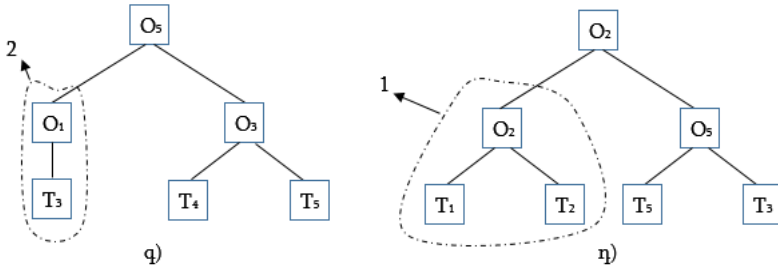 O₅ O₂
2
1
O₁ O₃ O₂ O₅
T₃ T₄ T₅ T₁ T₂ T₅ T₃
գ) դ)